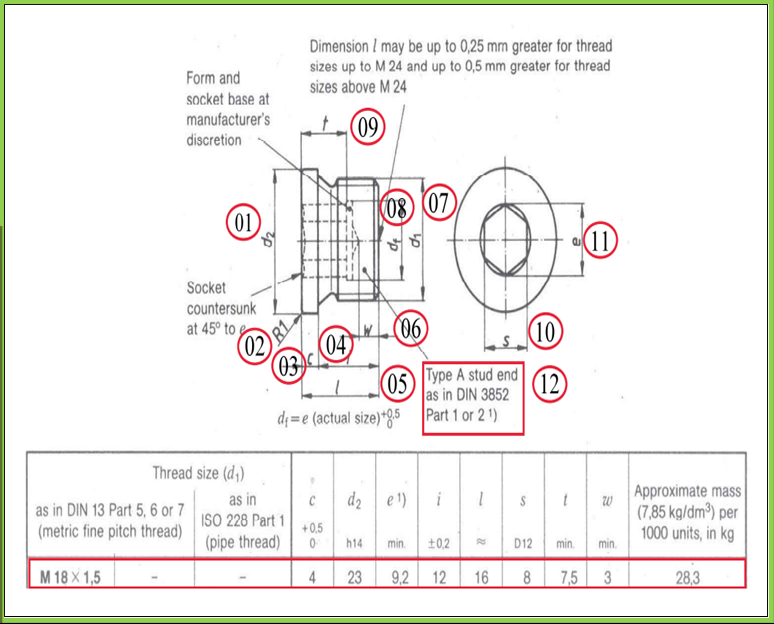 Dimension l may be up to 0,25 mm greater for thread
sizes up to M 24 and up to 0,5 mm greater for thread
sizes above M 24
Form and
socket base at
manufacturer's
discretion
t
09
01
d2
08
df
07
d1
e
11
Socket
countersunk
at 45° to e
R1
02
03
c
04
w
06
10
s
l
05
Type A stud end
as in DIN 3852
Part 1 or 2 1)
12
df = e (actual size) +0,5
0
Thread size (d1)
as in DIN 13 Part 5, 6 or 7
(metric fine pitch thread)
as in
ISO 228 Part 1
(pipe thread)
c
+0,5
0
d2
h14
e 1)
min.
i
±0,2
l
≈
s
D12
t
min.
w
min.
Approximate mass
(7,85 kg/dm3) per
1000 units, in kg
M 18 × 1,5 – – 4 23 9,2 12 16 8 7,5 3 28,3